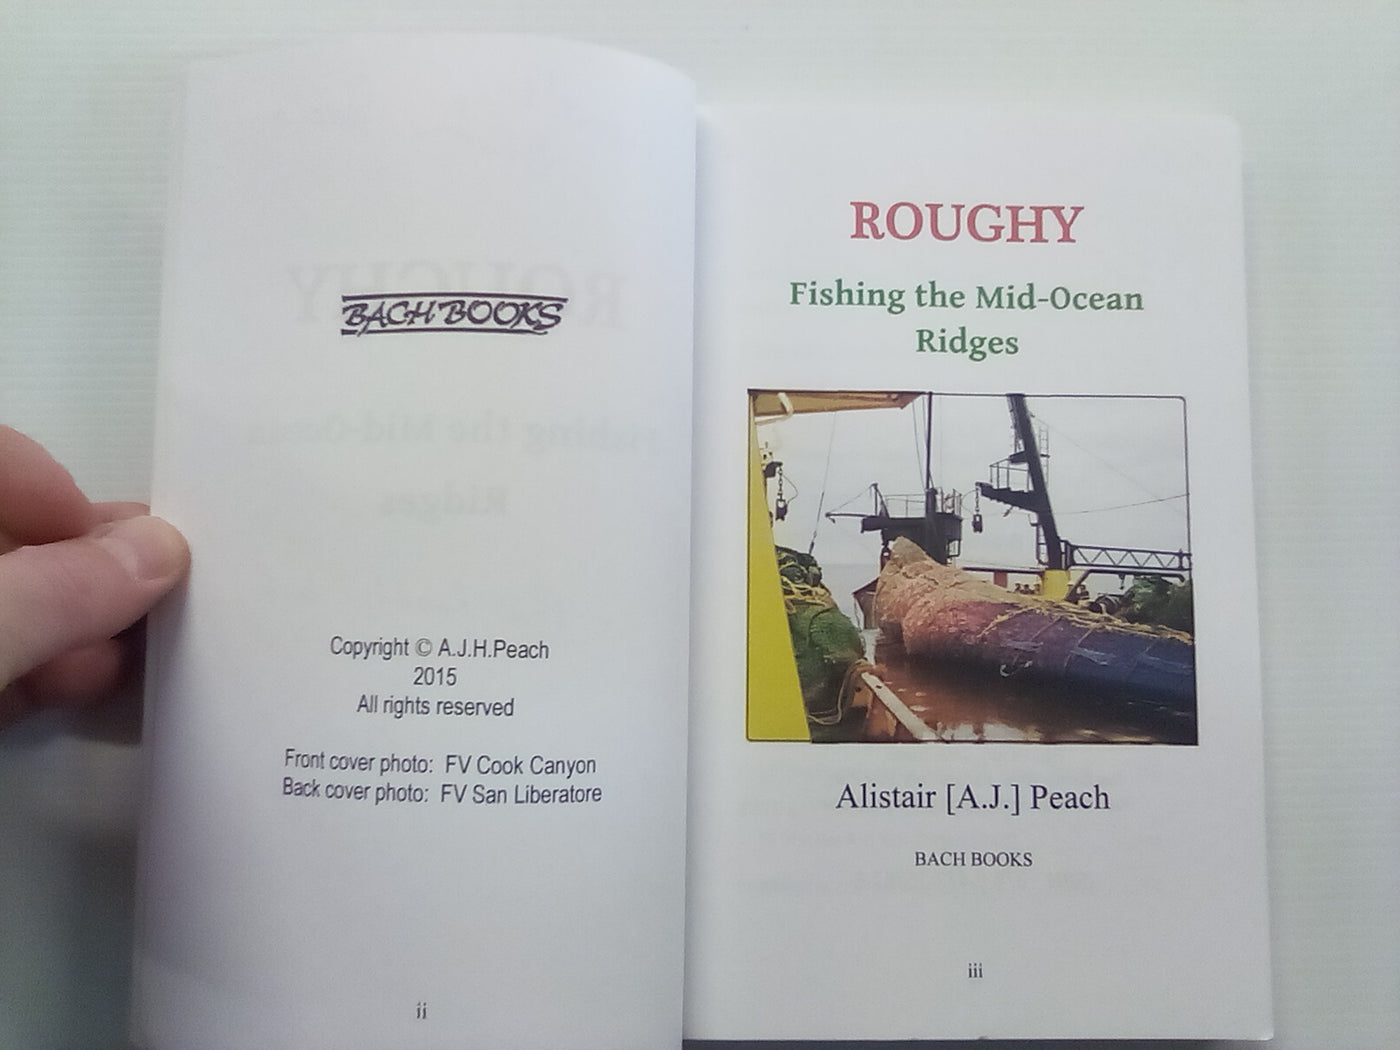 BACH BOOKS
Copyright © A.J.H.Peach
2015
All rights reserved
Front cover photo: FV Cook Canyon
Back cover photo: FV San Liberatore
ii
ROUGHY
Fishing the Mid-Ocean
Ridges
Alistair [A.J.] Peach
BACH BOOKS
iii